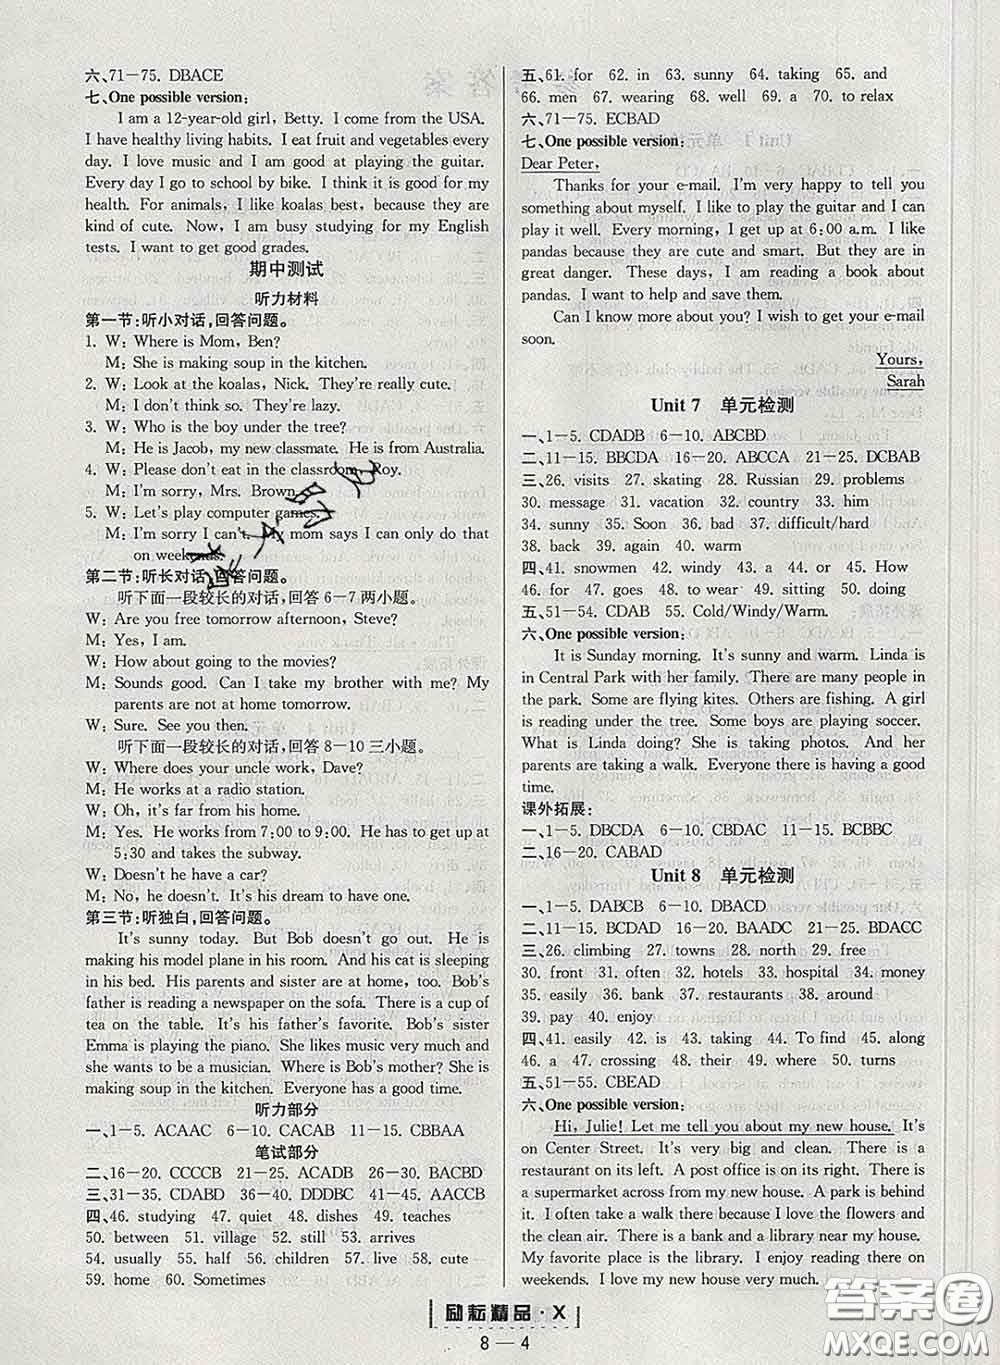 六、71—75. DBACE
七、One possible version:
I am a 12-year-old girl, Betty. I come from the USA.
I have healthy living habits. I eat fruit and vegetables every
day. I love music and I am good at playing the guitar.
Every day I go to school by bike. I think it is good for my
health. For animals, I like koalas best, because they are
kind of cute. Now, I am busy studying for my English
tests. I want to get good grades.
期中测试
听力材料
第一节:听小对话,回答问题。
1. W: Where is Mom, Ben?
M: She is making soup in the kitchen.
2. W: Look at the koalas, Nick. They're really cute.
M: I don't think so. They're lazy.
3. W: Who is the boy under the tree?
M: He is Jacob, my new classmate. He is from Australia.
4. W: Please don't eat in the classroom, Roy.
M: I'm sorry, Mrs. Brown.
5. W: Let's play computer games.
M: I'm sorry I can't. My mom says I can only do that
on weekends.
第二节:听长对话,回答问题。
听下面一段较长的对话,回答6—7两小题。
W: Are you free tomorrow afternoon, Steve?
M: Yes, I am.
W: How about going to the movies?
M: Sounds good. Can I take my brother with me? My
parents are not at home tomorrow.
W: Sure. See you then.
听下面一段较长的对话,回答8—10三小题。
W: Where does your uncle work, Dave?
M: He works at a radio station.
W: Oh, it's far from his home.
M: Yes. He works from 7:00 to 9:00. He has to get up at
5:30 and takes the subway.
W: Doesn't he have a car?
M: No, he doesn't. It's his dream to have one.
第三节:听独白,回答问题。
It's sunny today. But Bob doesn't go out. He is
making his model plane in his room. And his cat is sleeping
in his bed. His parents and sister are at home, too. Bob's
father is reading a newspaper on the sofa. There is a cup of
tea on the table. It's his father's favorite. Bob's sister
Emma is playing the piano. She likes music very much and
she wants to be a musician. Where is Bob's mother? She is
making soup in the kitchen. Everyone has a good time.
听力部分
一、1—5. ACAAC 6—10. CACAB 11—15. CBBAA
笔试部分
二、16—20. CCCCB 21—25. ACADB 26—30. BACBD
三、31—35. CDABD 36—40. DDDBC 41—45. AACCB
四、46. studying 47. quiet 48. dishes 49. teaches
50. between 51. village 52. still 53. arrives
54. usually 55. half 56. children 57. live 58. cute
59. home 60. Sometimes
五、61. for 62. in 63. sunny 64. taking 65. and
66. men 67. wearing 68. well 69. a 70. to relax
六、71—75. ECBAD
七、One possible version:
Dear Peter,
Thanks for your e-mail. I'm very happy to tell you
something about myself. I like to play the guitar and I can
play it well. Every morning, I get up at 6:00 a.m. I like
pandas because they are cute and smart. But they are in
great danger. These days, I am reading a book about
pandas. I want to help and save them.
Can I know more about you? I wish to get your e-mail
soon.
Yours,
Sarah
Unit 7 单元检测
一、1—5. CDADB 6—10. ABCBD
二、11—15. BBCDA 16—20. ABCCA 21—25. DCBAB
三、26. visits 27. skating 28. Russian 29. problems
30. message 31. vacation 32. country 33. him
34. sunny 35. Soon 36. bad 37. difficult/hard
38. back 39. again 40. warm
四、41. snowmen 42. windy 43. a 44. or 45. How
46. for 47. goes 48. to wear 49. sitting 50. doing
五、51—54. CDAB 55. Cold/Windy/Warm.
六、One possible version:
It is Sunday morning. It's sunny and warm. Linda
is in Central Park with her family. There are many people in
the park. Some are flying kites. Others are fishing. A girl
is reading under the tree. Some boys are playing soccer.
What is Linda doing? She is taking photos. And her
parents are taking a walk. Everyone there is having a good
time.
课外拓展:
一、1—5. DBCDA 6—10. CBDAC 11—15. BCBBC
二、16—20. CABAD
Unit 8 单元检测
一、1—5. DABCB 6—10. DBACD
二、11—15. BCDAD 16—20. BAADC 21—25. BDACC
三、26. climbing 27. towns 28. north 29. free
30. front 31. often 32. hotels 33. hospital 34. money
35. easily 36. bank 37. restaurants 38. around
39. pay 40. enjoy
四、41. easily 42. is 43. taking 44. To find 45. along
46. a 47. crossing 48. their 49. where 50. turns
五、51—55. CBEAD
六、One possible version:
Hi, Julie! Let me tell you about my new house. It's
on Center Street. It's very big and clean. There is a
restaurant on its left. A post office is on its right. There is
a supermarket across from my new house. A park is behind
it. I often take a walk there because I love the flowers and
the clean air. There is a bank and a library near my house.
My favorite place is the library. I enjoy reading there on
weekends. I love my new house very much.
励耘精品·X
8—4
答案圈
MXQE.COM